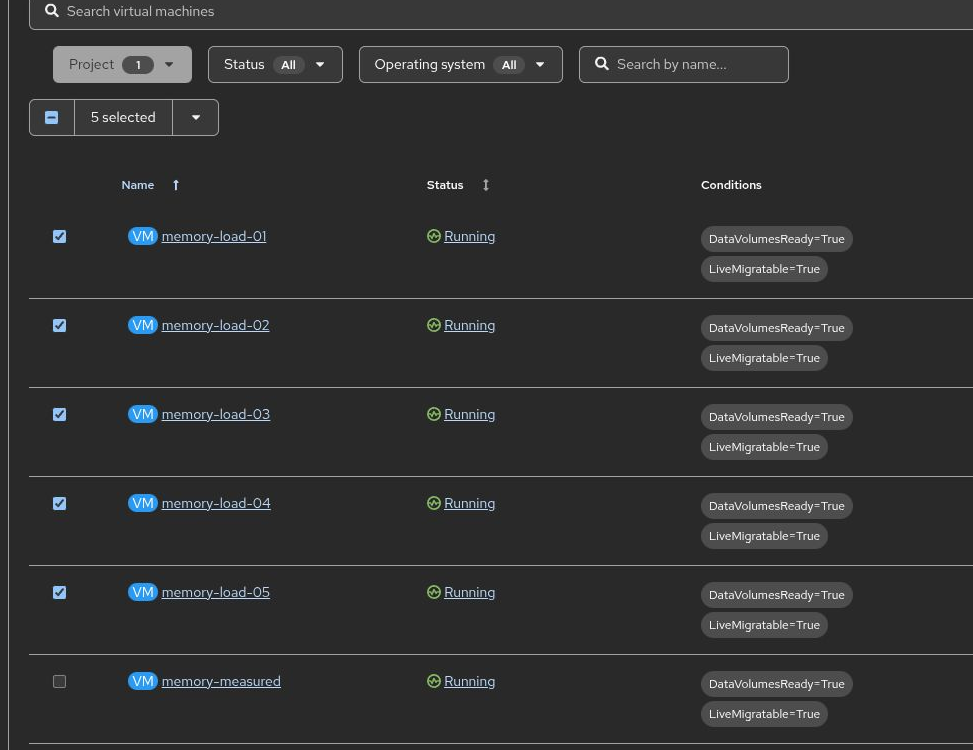 Search virtual machines
Project 1 Status All Operating system All Search by name...
5 selected
Name Status Conditions
VM memory-load-01 Running DataVolumesReady=True
LiveMigratable=True
VM memory-load-02 Running DataVolumesReady=True
LiveMigratable=True
VM memory-load-03 Running DataVolumesReady=True
LiveMigratable=True
VM memory-load-04 Running DataVolumesReady=True
LiveMigratable=True
VM memory-load-05 Running DataVolumesReady=True
LiveMigratable=True
VM memory-measured Running DataVolumesReady=True
LiveMigratable=True